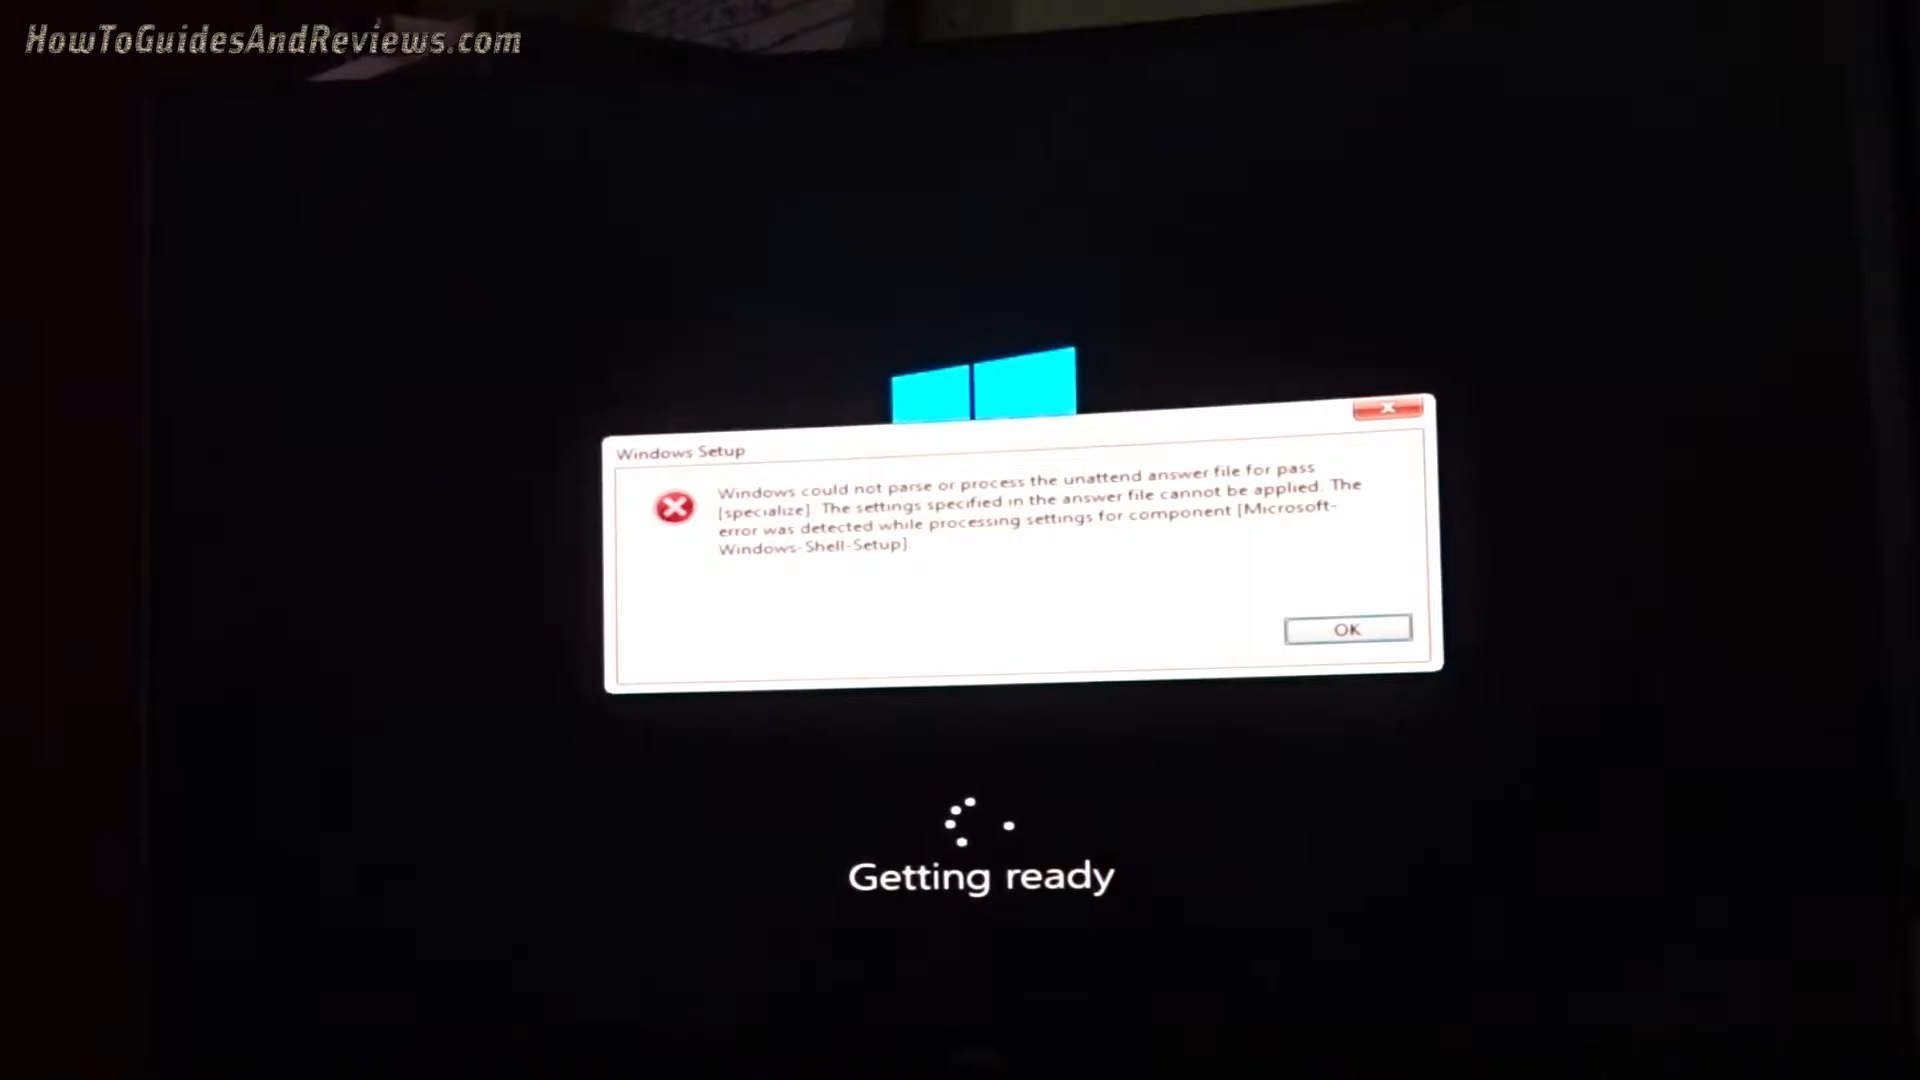 HowToGuidesAndReviews.com
Windows Setup
Windows could not parse or process the unattend answer file for pass
[specialize]. The settings specified in the answer file cannot be applied. The
error was detected while processing settings for component [Microsoft-
Windows-Shell-Setup].
OK
Getting ready